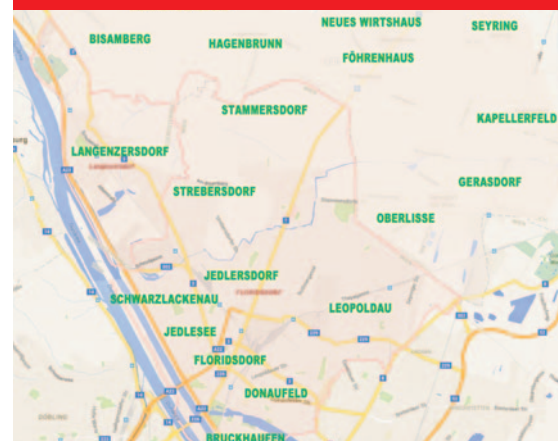 NEUES WIRTSHAUS
SEYRING
BISAMBERG
HAGENBRUNN
FÖHRENHAUS
STAMMERSDORF
KAPELLERFELD
LANGENZERSDORF
STREBERSDORF
GERASDORF
OBERLISSE
JEDLERSDORF
SCHWARZLACKENAU
LEOPOLDAU
JEDLESEE
FLORIDSDORF
DONAUFELD
DÖBLING
BRUCKHAUFEN